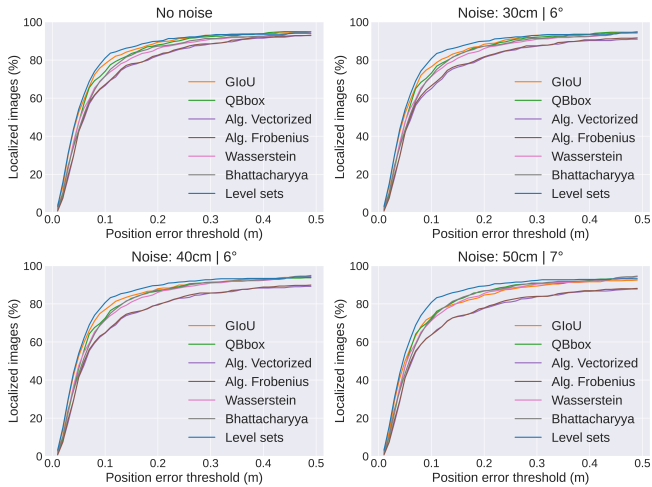 No noise
Localized images (%)
100
80
60
40
20
0
GIoU
QBbox
Alg. Vectorized
Alg. Frobenius
Wasserstein
Bhattacharyya
Level sets
0.0 0.1 0.2 0.3 0.4 0.5
Position error threshold (m)
Noise: 30cm | 6°
Localized images (%)
100
80
60
40
20
0
GIoU
QBbox
Alg. Vectorized
Alg. Frobenius
Wasserstein
Bhattacharyya
Level sets
0.0 0.1 0.2 0.3 0.4 0.5
Position error threshold (m)
Noise: 40cm | 6°
Localized images (%)
100
80
60
40
20
0
GIoU
QBbox
Alg. Vectorized
Alg. Frobenius
Wasserstein
Bhattacharyya
Level sets
0.0 0.1 0.2 0.3 0.4 0.5
Position error threshold (m)
Noise: 50cm | 7°
Localized images (%)
100
80
60
40
20
0
GIoU
QBbox
Alg. Vectorized
Alg. Frobenius
Wasserstein
Bhattacharyya
Level sets
0.0 0.1 0.2 0.3 0.4 0.5
Position error threshold (m)